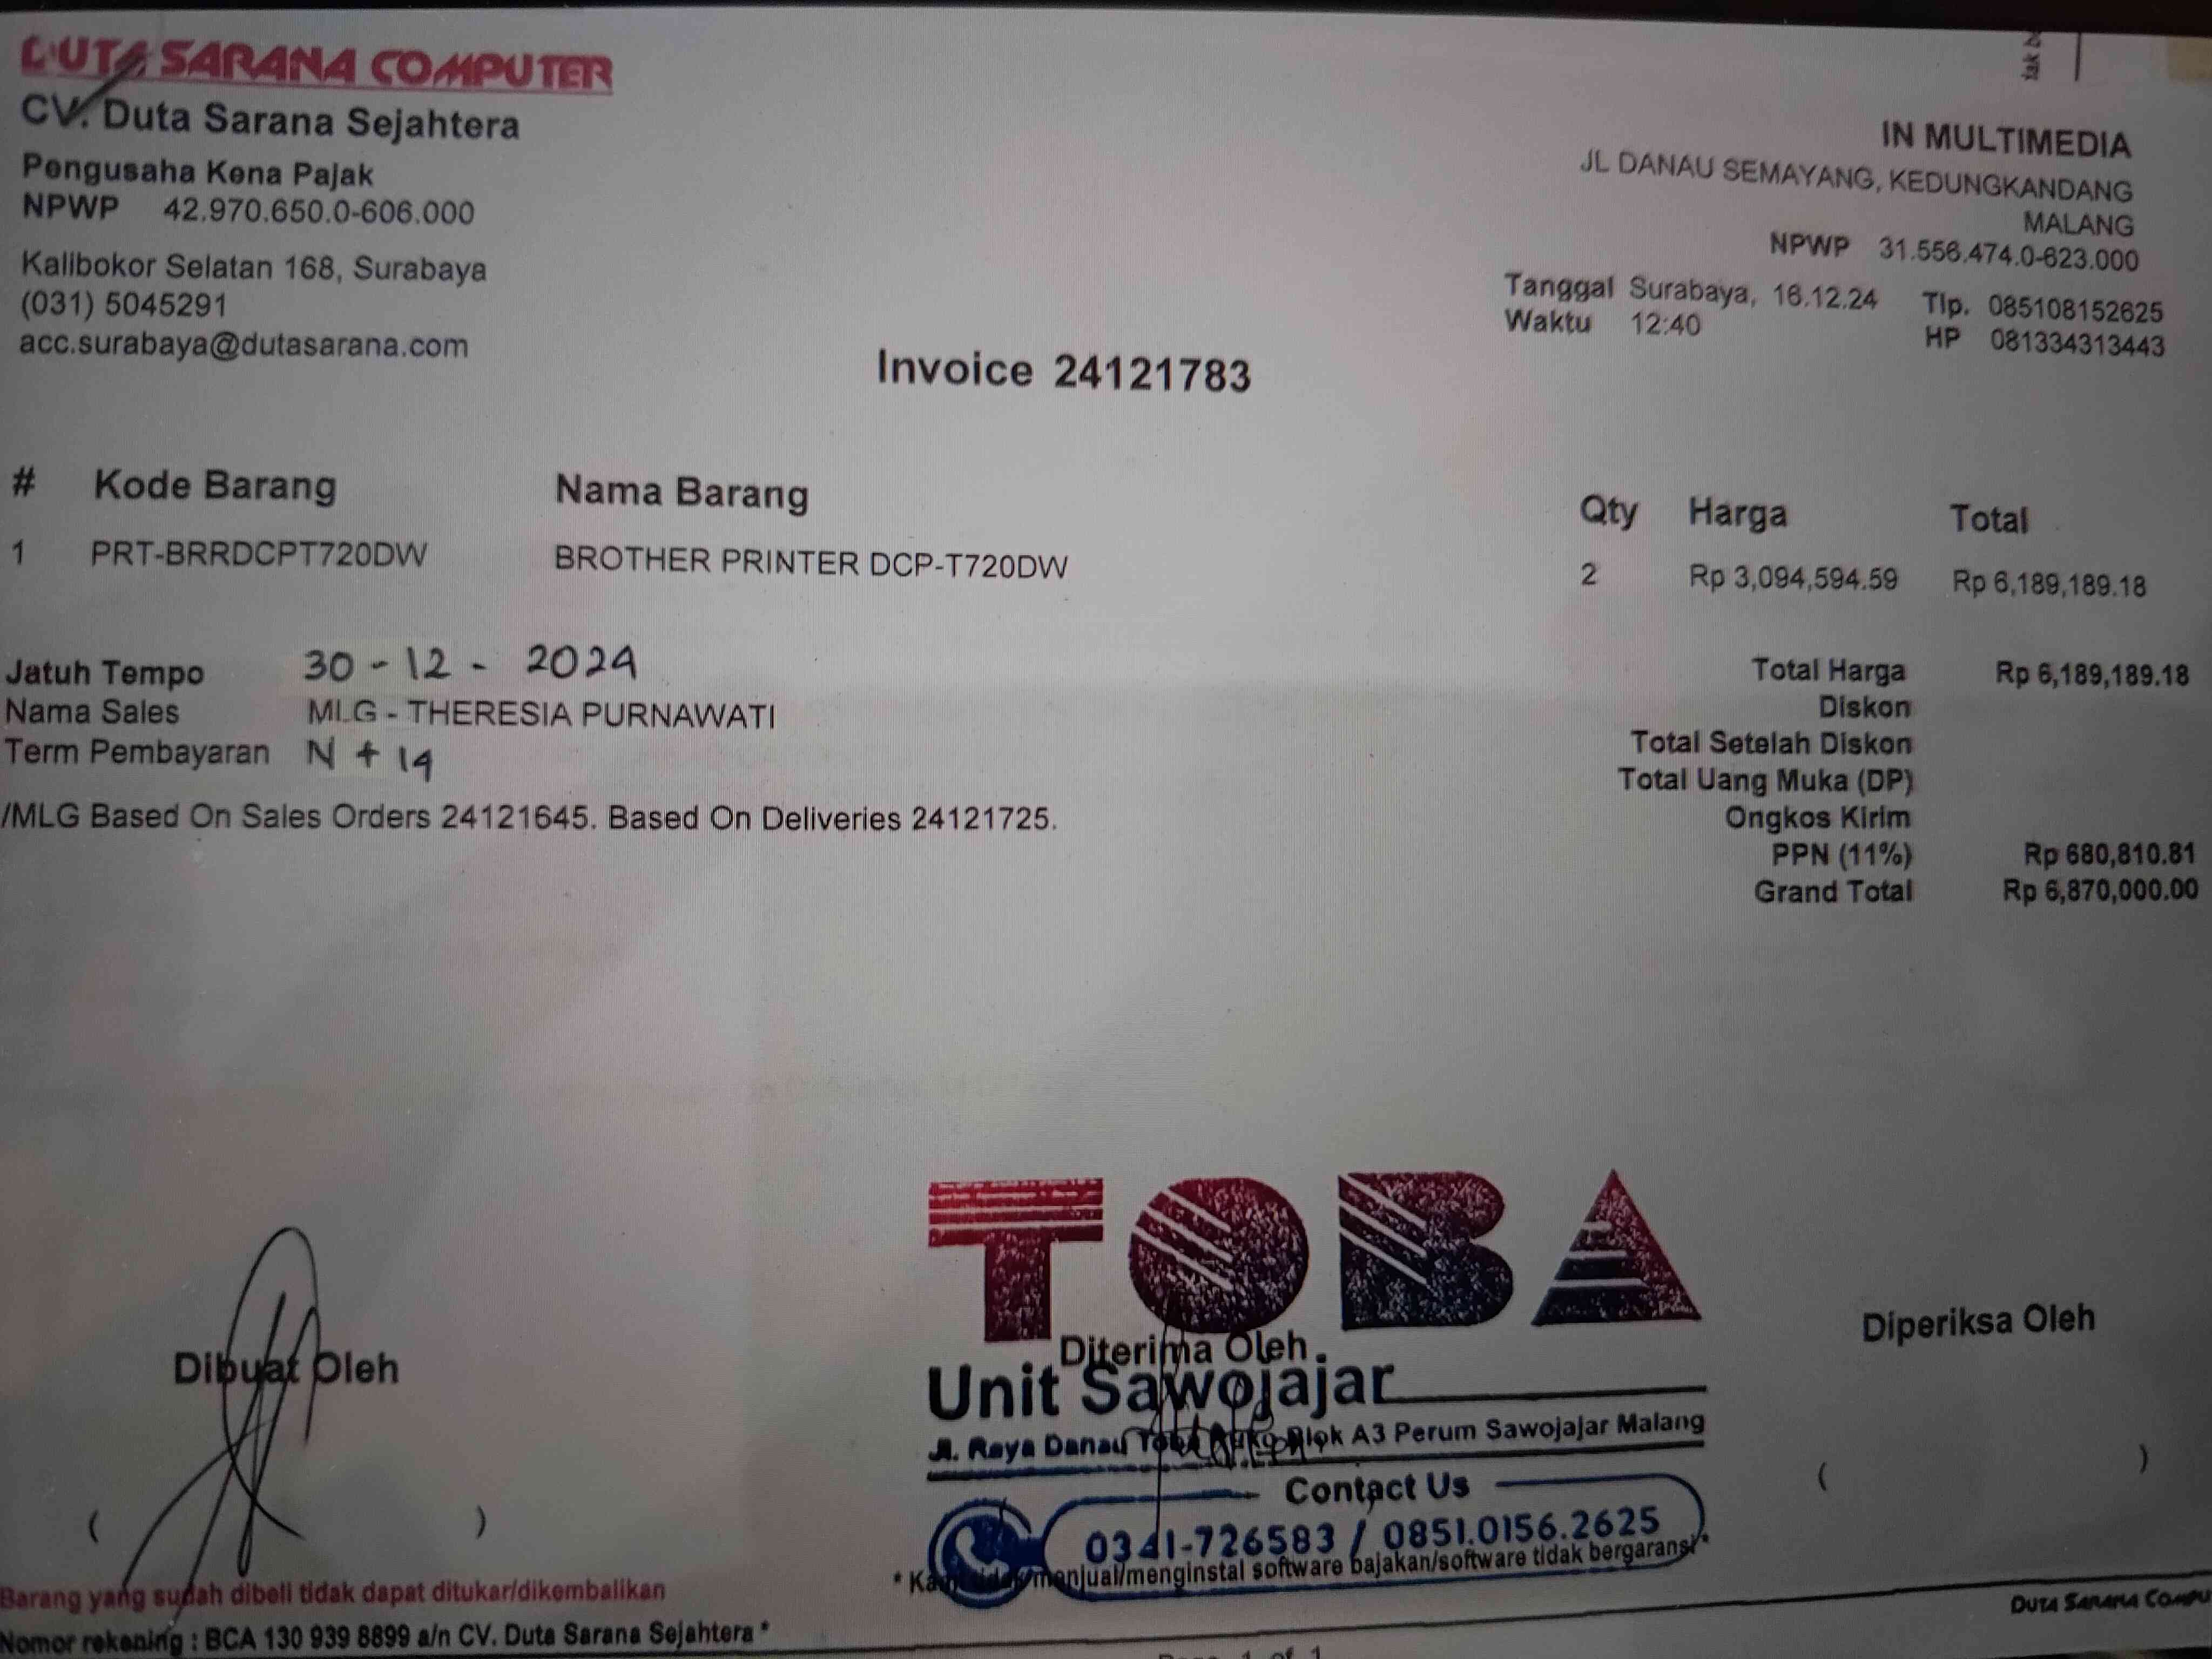 DUTA SARANA COMPUTER
CV. Duta Sarana Sejahtera
Pengusaha Kena Pajak
NPWP 42.970.650.0-606.000
Kalibokor Selatan 168, Surabaya
(031) 5045291
acc.surabaya@dutasarana.com
IN MULTIMEDIA
JL DANAU SEMAYANG, KEDUNGKANDANG
MALANG
NPWP 31.556.474.0-623.000
Tanggal Surabaya, 16.12.24 Tlp. 085108152625
Waktu 12:40 HP 081334313443
Invoice 24121783
# Kode Barang Nama Barang Qty Harga Total
1 PRT-BRRDCPT720DW BROTHER PRINTER DCP-T720DW 2 Rp 3,094,594.59 Rp 6,189,189.18
Jatuh Tempo 30 - 12 - 2024
Nama Sales MLG - THERESIA PURNAWATI
Term Pembayaran N + 14
/MLG Based On Sales Orders 24121645. Based On Deliveries 24121725.
Total Harga Rp 6,189,189.18
Diskon
Total Setelah Diskon
Total Uang Muka (DP)
Ongkos Kirim
PPN (11%) Rp 680,810.81
Grand Total Rp 6,870,000.00
TOBA
Dibuat Oleh
Diterima Oleh
Diperiksa Oleh
Unit Sawojajar
Jl. Raya Danau Blok A3 Perum Sawojajar Malang
Contact Us
0341-726583 / 0851.0156.2625
( )
( )
* menjual/menginstal software bajakan/software tidak bergaransi *
Barang yang sudah dibeli tidak dapat ditukar/dikembalikan
Nomor rekening : BCA 130 939 8899 a/n CV. Duta Sarana Sejahtera *
DUTA SARANA COMPU